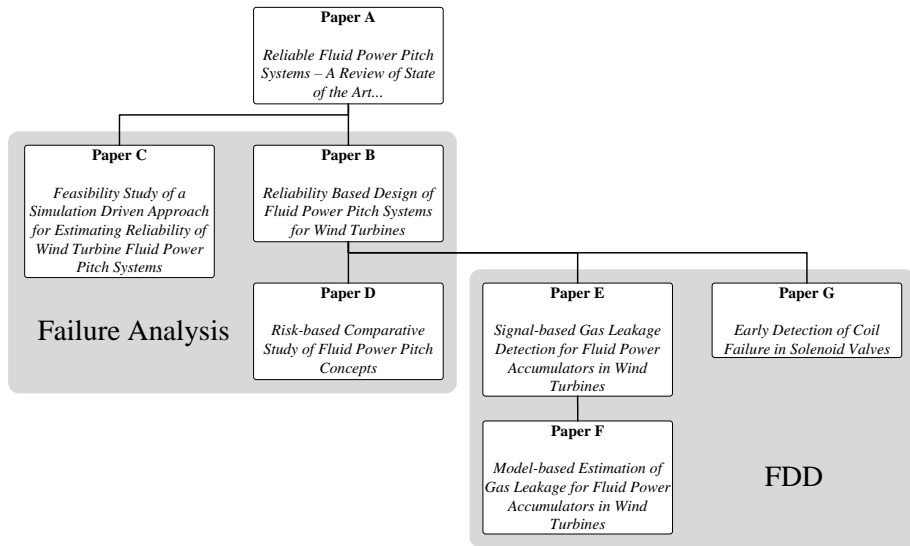 Paper A
Reliable Fluid Power Pitch
Systems – A Review of State
of the Art...
Paper C
Feasibility Study of a
Simulation Driven Approach
for Estimating Reliability of
Wind Turbine Fluid Power
Pitch Systems
Paper B
Reliability Based Design of
Fluid Power Pitch Systems
for Wind Turbines
Paper D
Risk-based Comparative
Study of Fluid Power Pitch
Concepts
Failure Analysis
Paper E
Signal-based Gas Leakage
Detection for Fluid Power
Accumulators in Wind
Turbines
Paper G
Early Detection of Coil
Failure in Solenoid Valves
Paper F
Model-based Estimation of
Gas Leakage for Fluid Power
Accumulators in Wind
Turbines
FDD